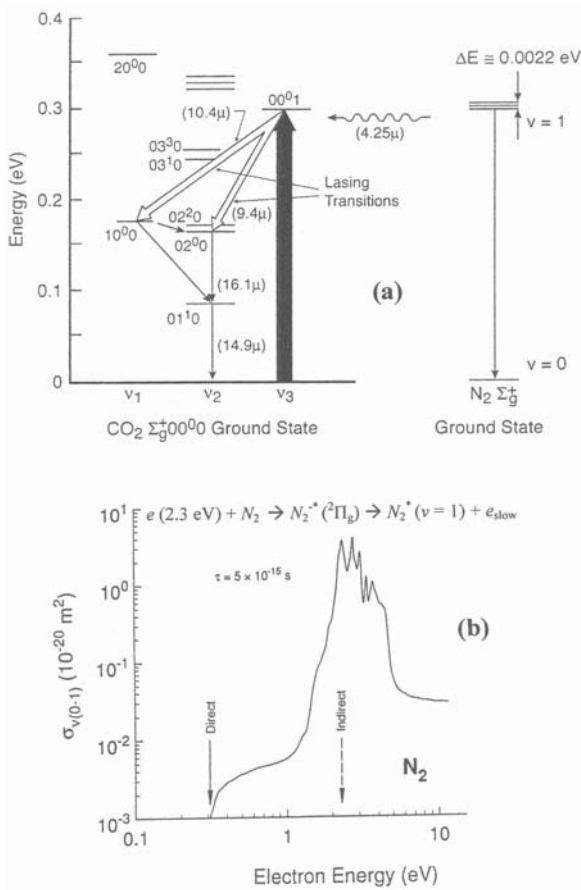 0.4
0.3
0.2
0.1
0
Energy (eV)
20⁰0
00⁰1
(10.4μ)
(4.25μ)
03³0
03¹0
Lasing
Transitions
(9.4μ)
10⁰0
02²0
02⁰0
(a)
(16.1μ)
01¹0
(14.9μ)
ν₁
ν₂
ν₃
CO₂ Σg⁺00⁰0 Ground State
ΔE ≅ 0.0022 eV
v = 1
v = 0
N₂ Σg⁺
Ground State
e (2.3 eV) + N₂ → N₂⁻* (²Πg) → N₂* (v = 1) + eslow
τ = 5 × 10⁻¹⁵ s
(b)
10¹
10⁰
10⁻¹
10⁻²
10⁻³
σv(0-1) (10⁻²⁰ m²)
Direct
Indirect
N₂
0.1
1
10
Electron Energy (eV)